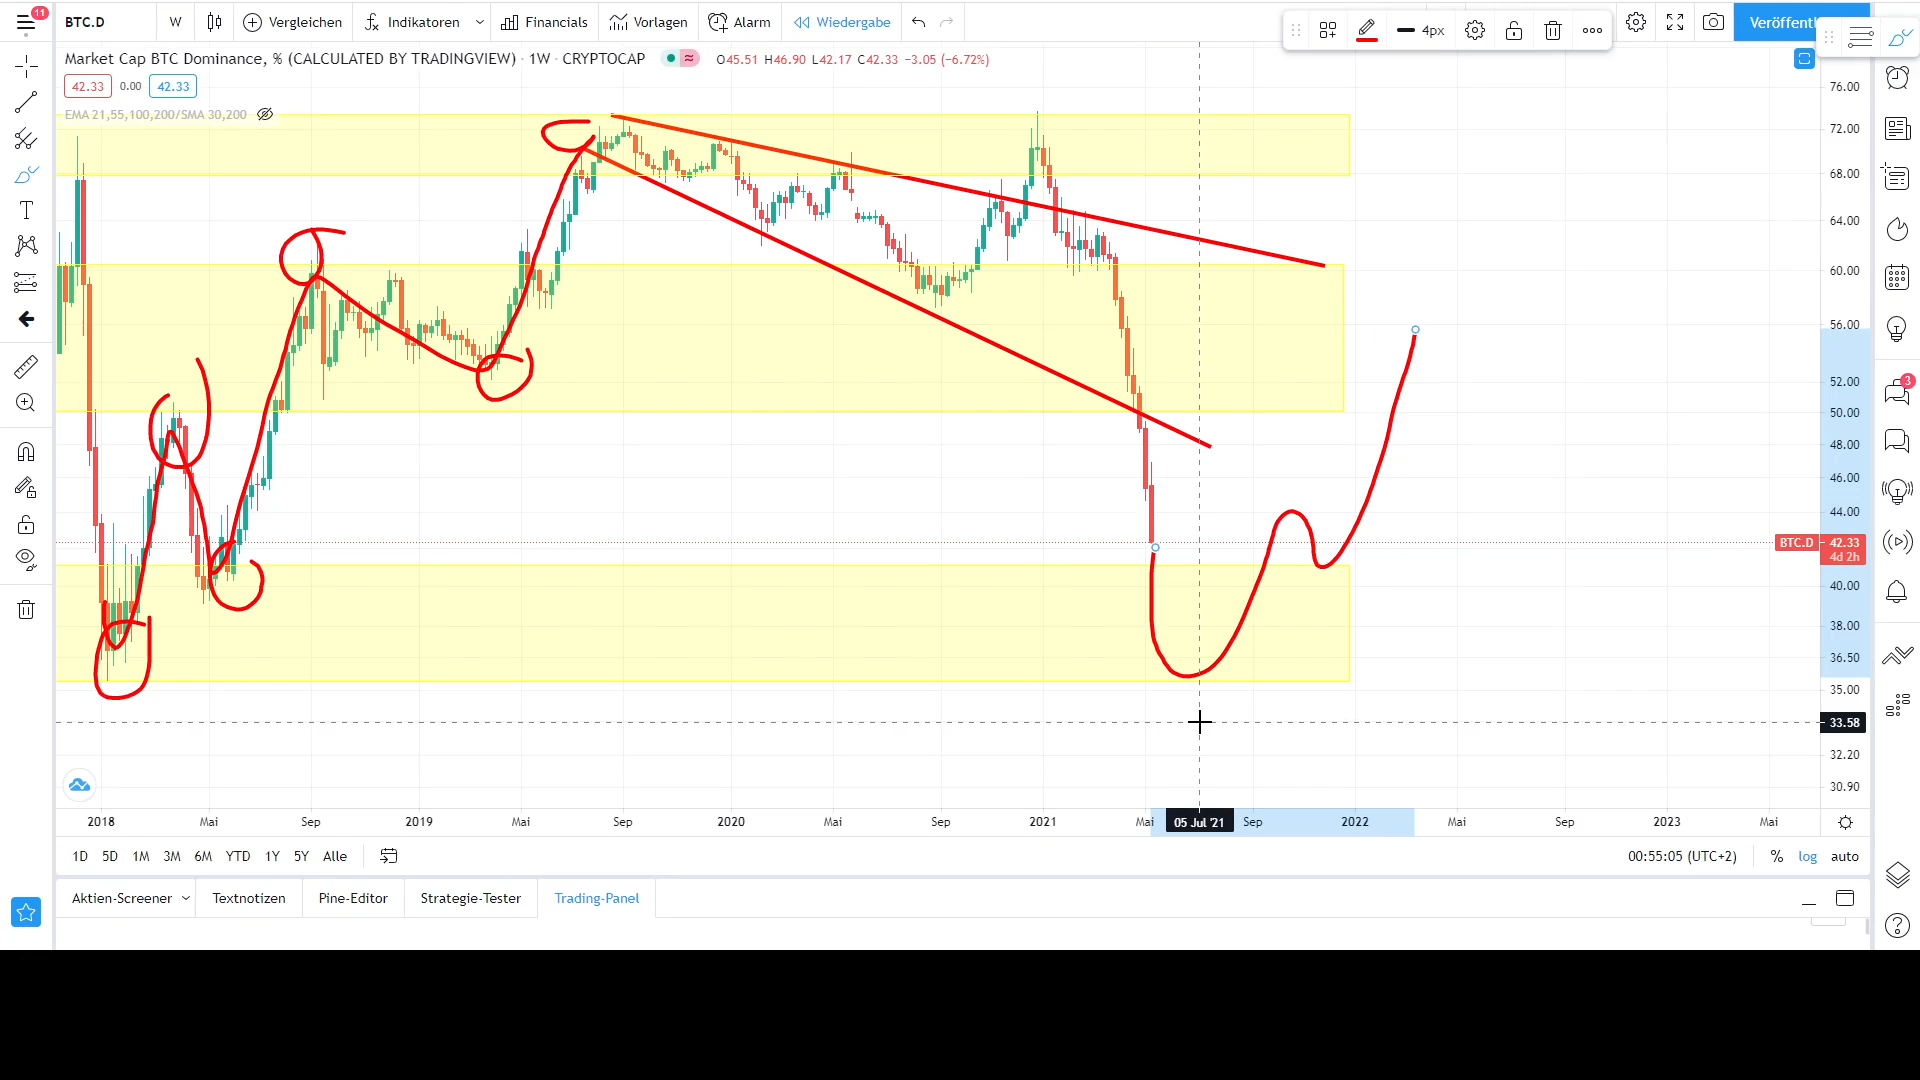 11
BTC.D
W
Vergleichen
Indikatoren
Financials
Vorlagen
Alarm
Wiedergabe
4px
Market Cap BTC Dominance, % (CALCULATED BY TRADINGVIEW) · 1W · CRYPTOCAP
O45.51 H46.90 L42.17 C42.33 −3.05 (−6.72%)
42.33 0.00 42.33
EMA 21,55,100,200/SMA 30,200
76.00
72.00
68.00
64.00
60.00
56.00
52.00
50.00
48.00
46.00
44.00
BTC.D 42.33
4d 2h
40.00
38.00
36.50
35.00
33.58
32.20
30.90
3
2018 Mai Sep 2019 Mai Sep 2020 Mai Sep 2021 Mai 05 Jul '21 Sep 2022 Mai Sep 2023 Mai
1D 5D 1M 3M 6M YTD 1Y 5Y Alle
00:55:05 (UTC+2) % log auto
Aktien-Screener Textnotizen Pine-Editor Strategie-Tester Trading-Panel